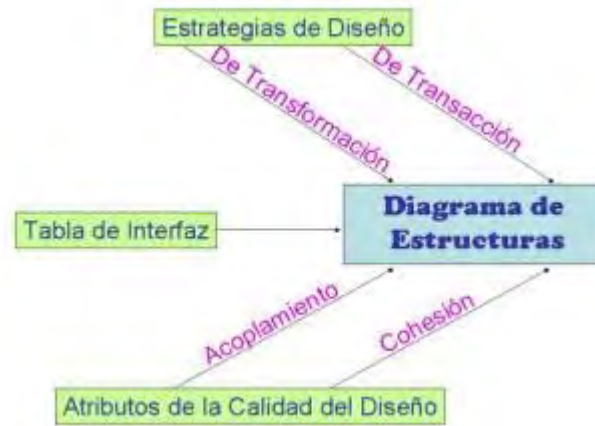 Estrategias de Diseño
De Transformación
De Transacción
Diagrama de
Estructuras
Tabla de Interfaz
Acoplamiento
Cohesión
Atributos de la Calidad del Diseño